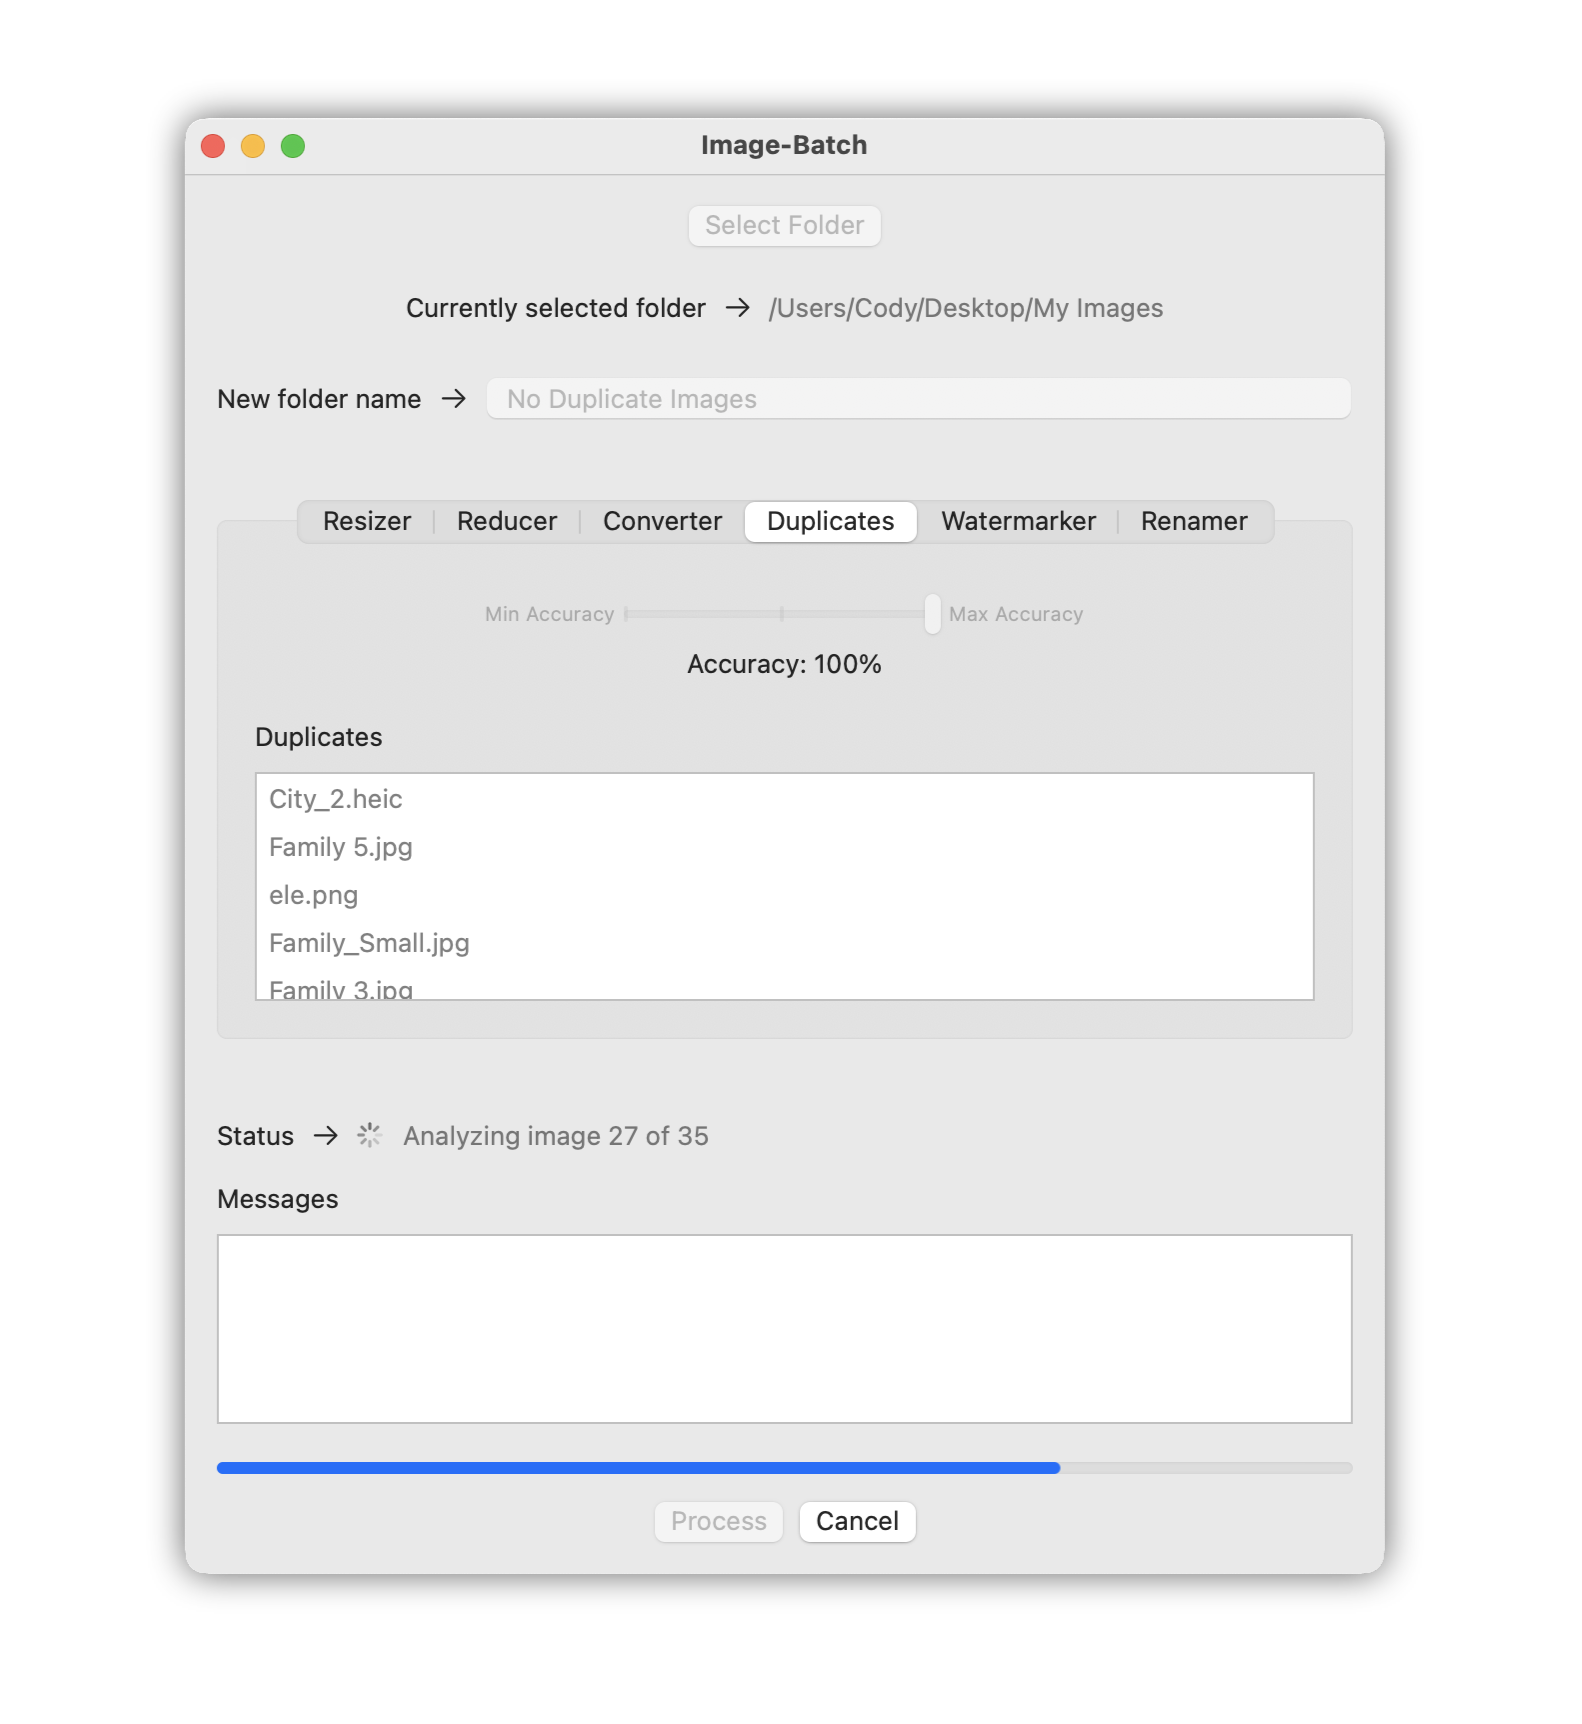 Image-Batch
Select Folder
Currently selected folder → /Users/Cody/Desktop/My Images
New folder name → No Duplicate Images
Resizer Reducer Converter Duplicates Watermarker Renamer
Min Accuracy Max Accuracy
Accuracy: 100%
Duplicates
City_2.heic
Family 5.jpg
ele.png
Family_Small.jpg
Family 3.jpg
Status → Analyzing image 27 of 35
Messages
Process Cancel